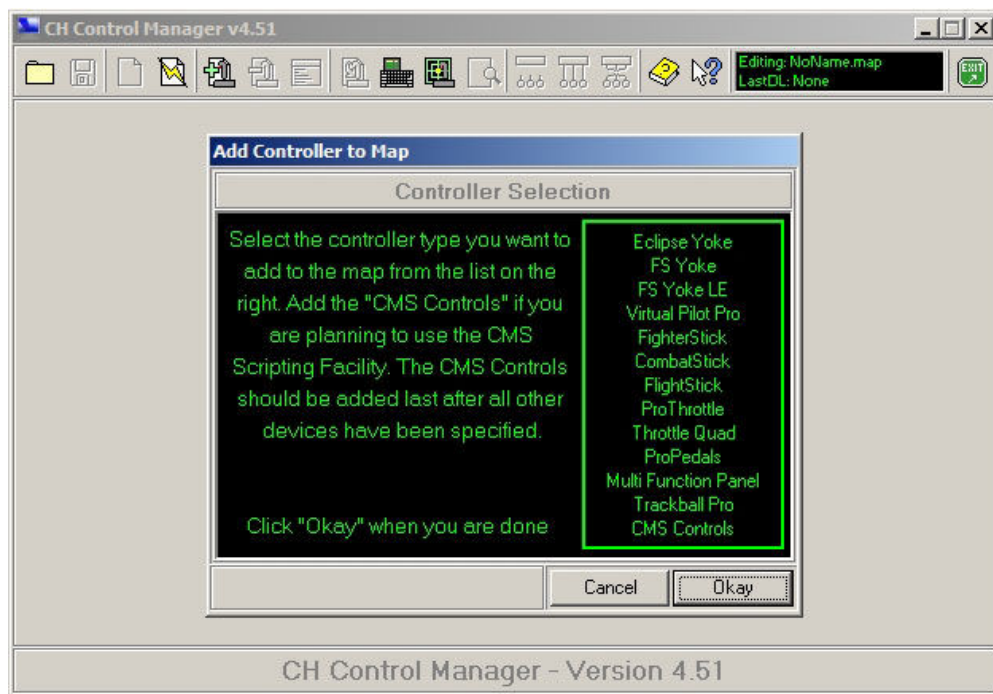 CH Control Manager v4.51
Editing: NoName.map
LastDL: None
EXIT
Add Controller to Map
Controller Selection
Select the controller type you want to
add to the map from the list on the
right. Add the "CMS Controls" if you
are planning to use the CMS
Scripting Facility. The CMS Controls
should be added last after all other
devices have been specified.
Click "Okay" when you are done
Eclipse Yoke
FS Yoke
FS Yoke LE
Virtual Pilot Pro
FighterStick
CombatStick
FlightStick
ProThrottle
Throttle Quad
ProPedals
Multi Function Panel
Trackball Pro
CMS Controls
Cancel
Okay
CH Control Manager - Version 4.51